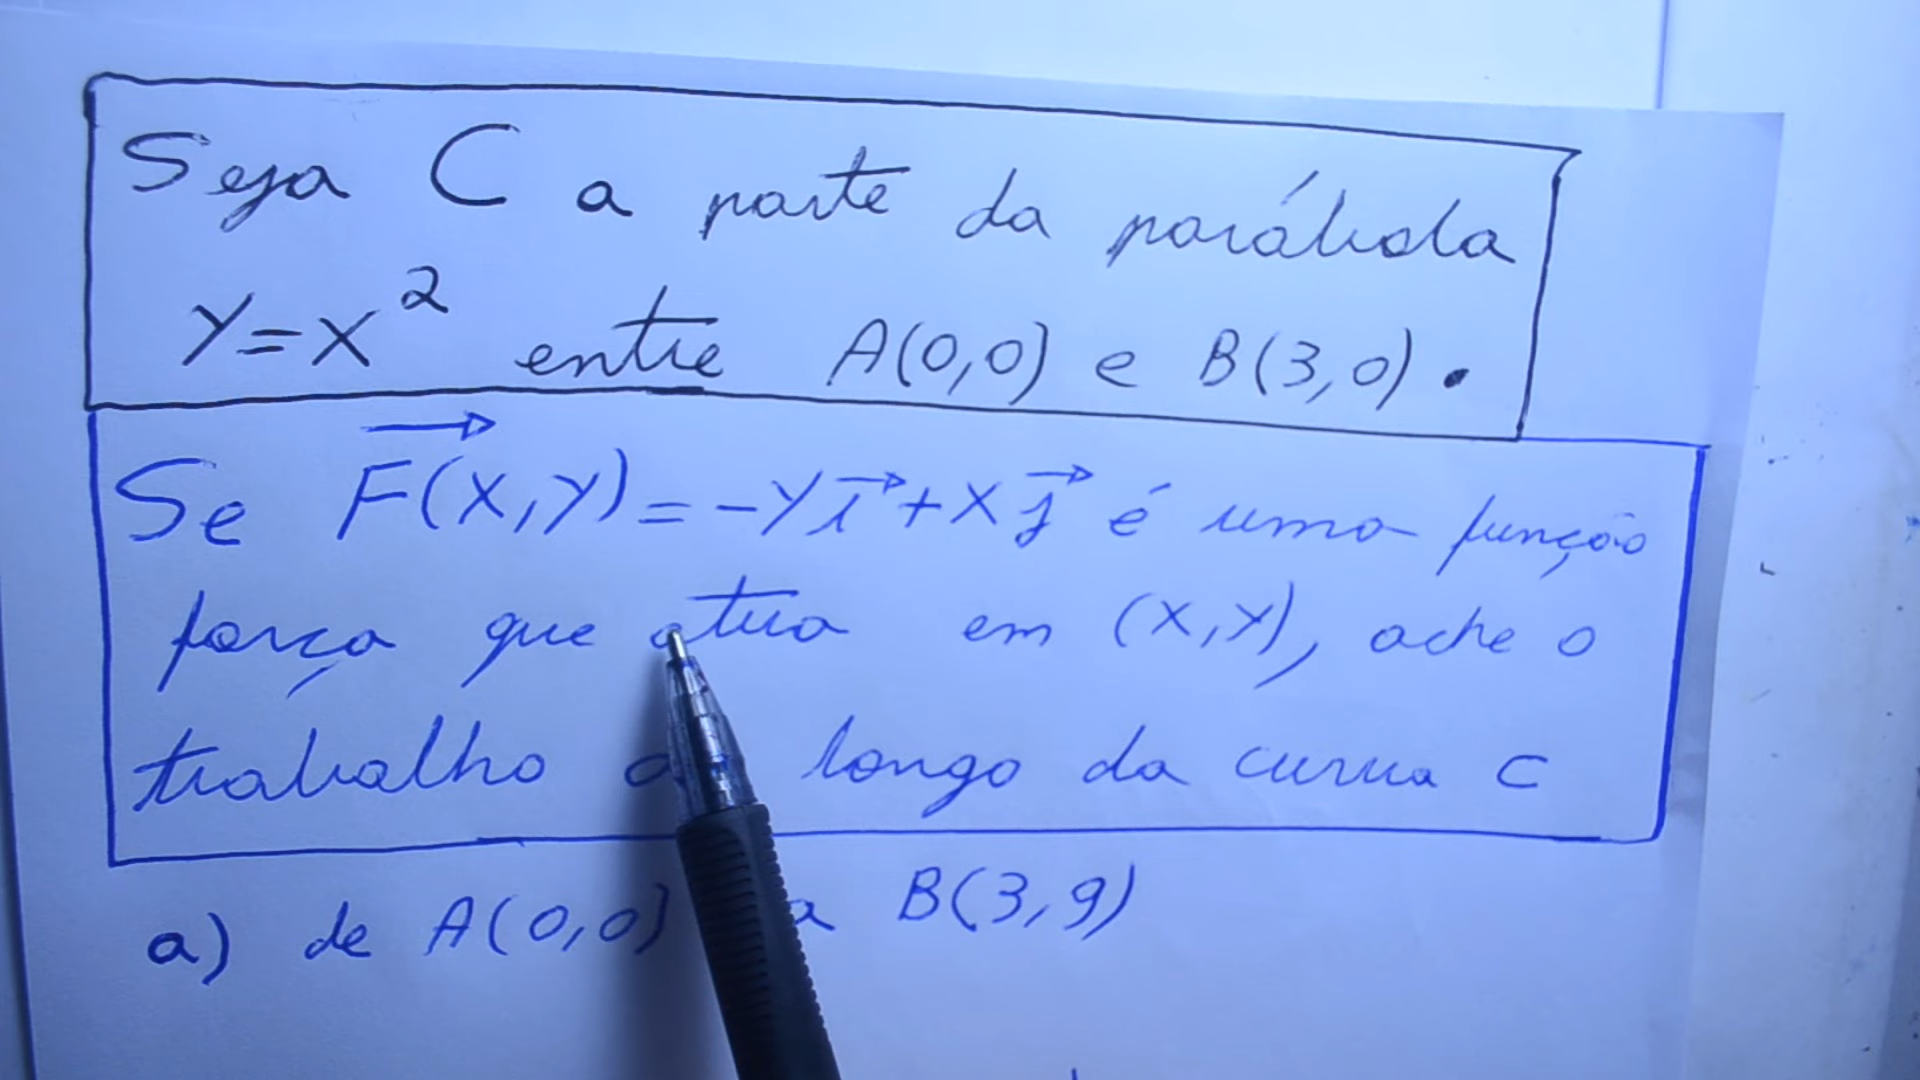 Seja C a parte da parábola
y=x² entre A(0,0) e B(3,0).
Se F⃗(x,y)=-yi⃗+xj⃗ é uma função
força que atua em (x,y), ache o
trabalho a longo da curva C
a) de A(0,0) a B(3,9)